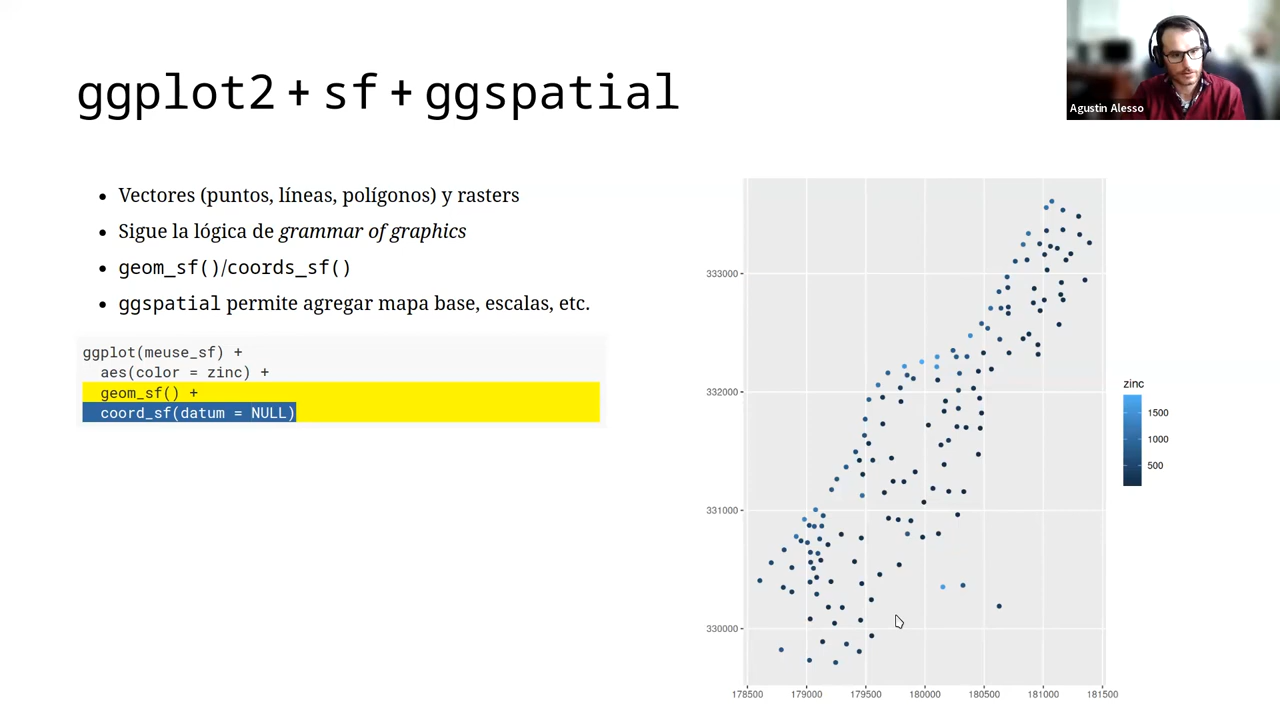 ggplot2 + sf + ggspatial
Agustin Alesso
• Vectores (puntos, líneas, polígonos) y rasters
• Sigue la lógica de grammar of graphics
• geom_sf()/coords_sf()
• ggspatial permite agregar mapa base, escalas, etc.
ggplot(meuse_sf) +
  aes(color = zinc) +
  geom_sf() +
  coord_sf(datum = NULL)
333000
332000
331000
330000
178500 179000 179500 180000 180500 181000 181500
zinc
1500
1000
500